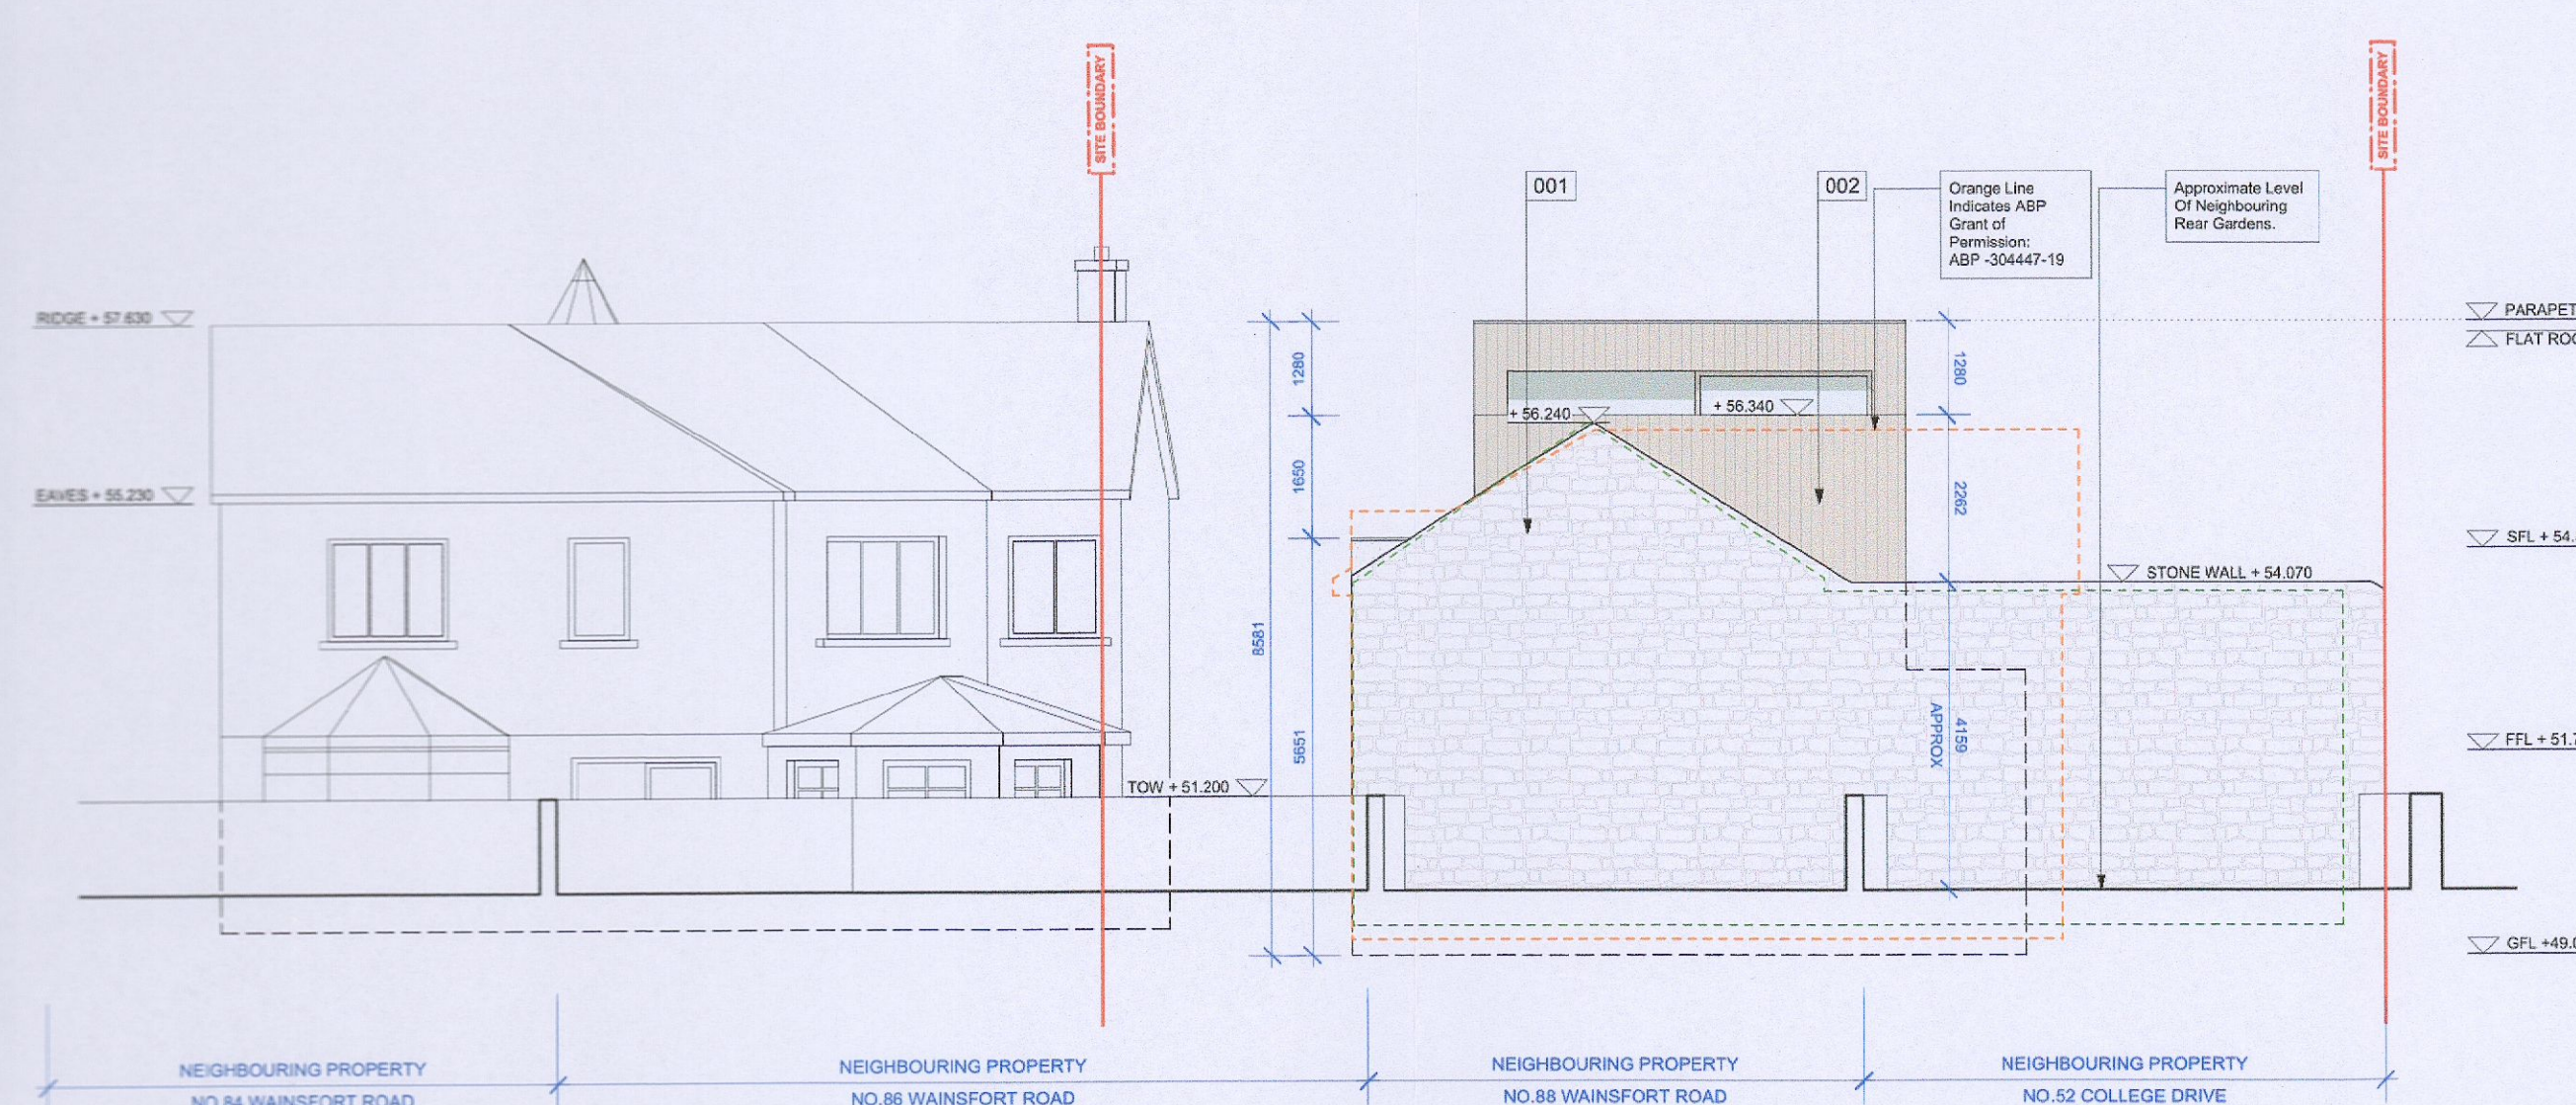 SITE BOUNDARY
SITE BOUNDARY
001
002
Orange Line
Indicates ABP
Grant of
Permission:
ABP -304447-19
Approximate Level
Of Neighbouring
Rear Gardens.
RIDGE + 57.630
PARAPET
FLAT ROO
1280
1280
+ 56.240
+ 56.340
EAVES + 55.230
1650
2262
SFL + 54.
STONE WALL + 54.070
8581
5651
4159
APPROX
FFL + 51.7
TOW + 51.200
GFL +49.0
NEIGHBOURING PROPERTY
NO.84 WAINSFORT ROAD
NEIGHBOURING PROPERTY
NO.86 WAINSFORT ROAD
NEIGHBOURING PROPERTY
NO.88 WAINSFORT ROAD
NEIGHBOURING PROPERTY
NO.52 COLLEGE DRIVE